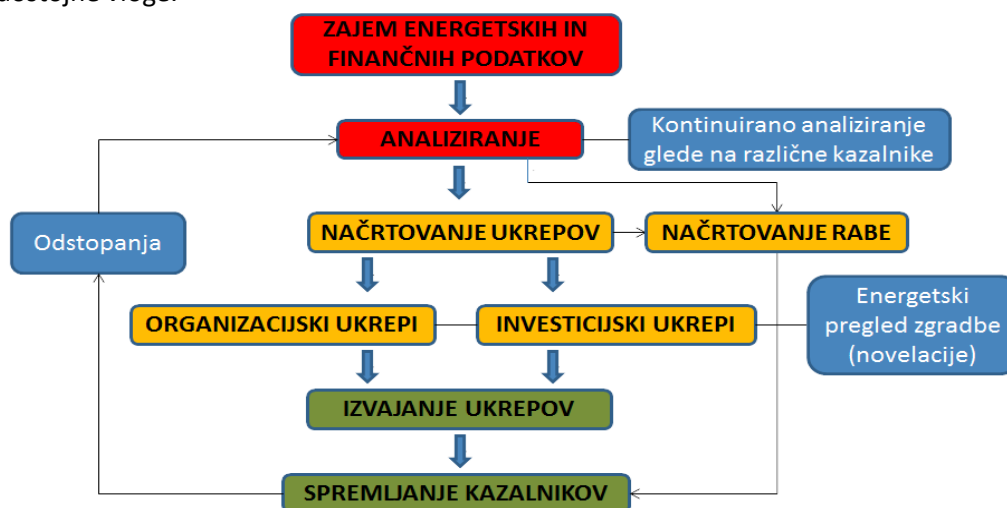 ZAJEM ENERGETSKIH IN
FINANČNIH PODATKOV
ANALIZIRANJE
Kontinuirano analiziranje
glede na različne kazalnike
Odstopanja
NAČRTOVANJE UKREPOV
NAČRTOVANJE RABE
ORGANIZACIJSKI UKREPI
INVESTICIJSKI UKREPI
Energetski
pregled zgradbe
(novelacije)
IZVAJANJE UKREPOV
SPREMLJANJE KAZALNIKOV